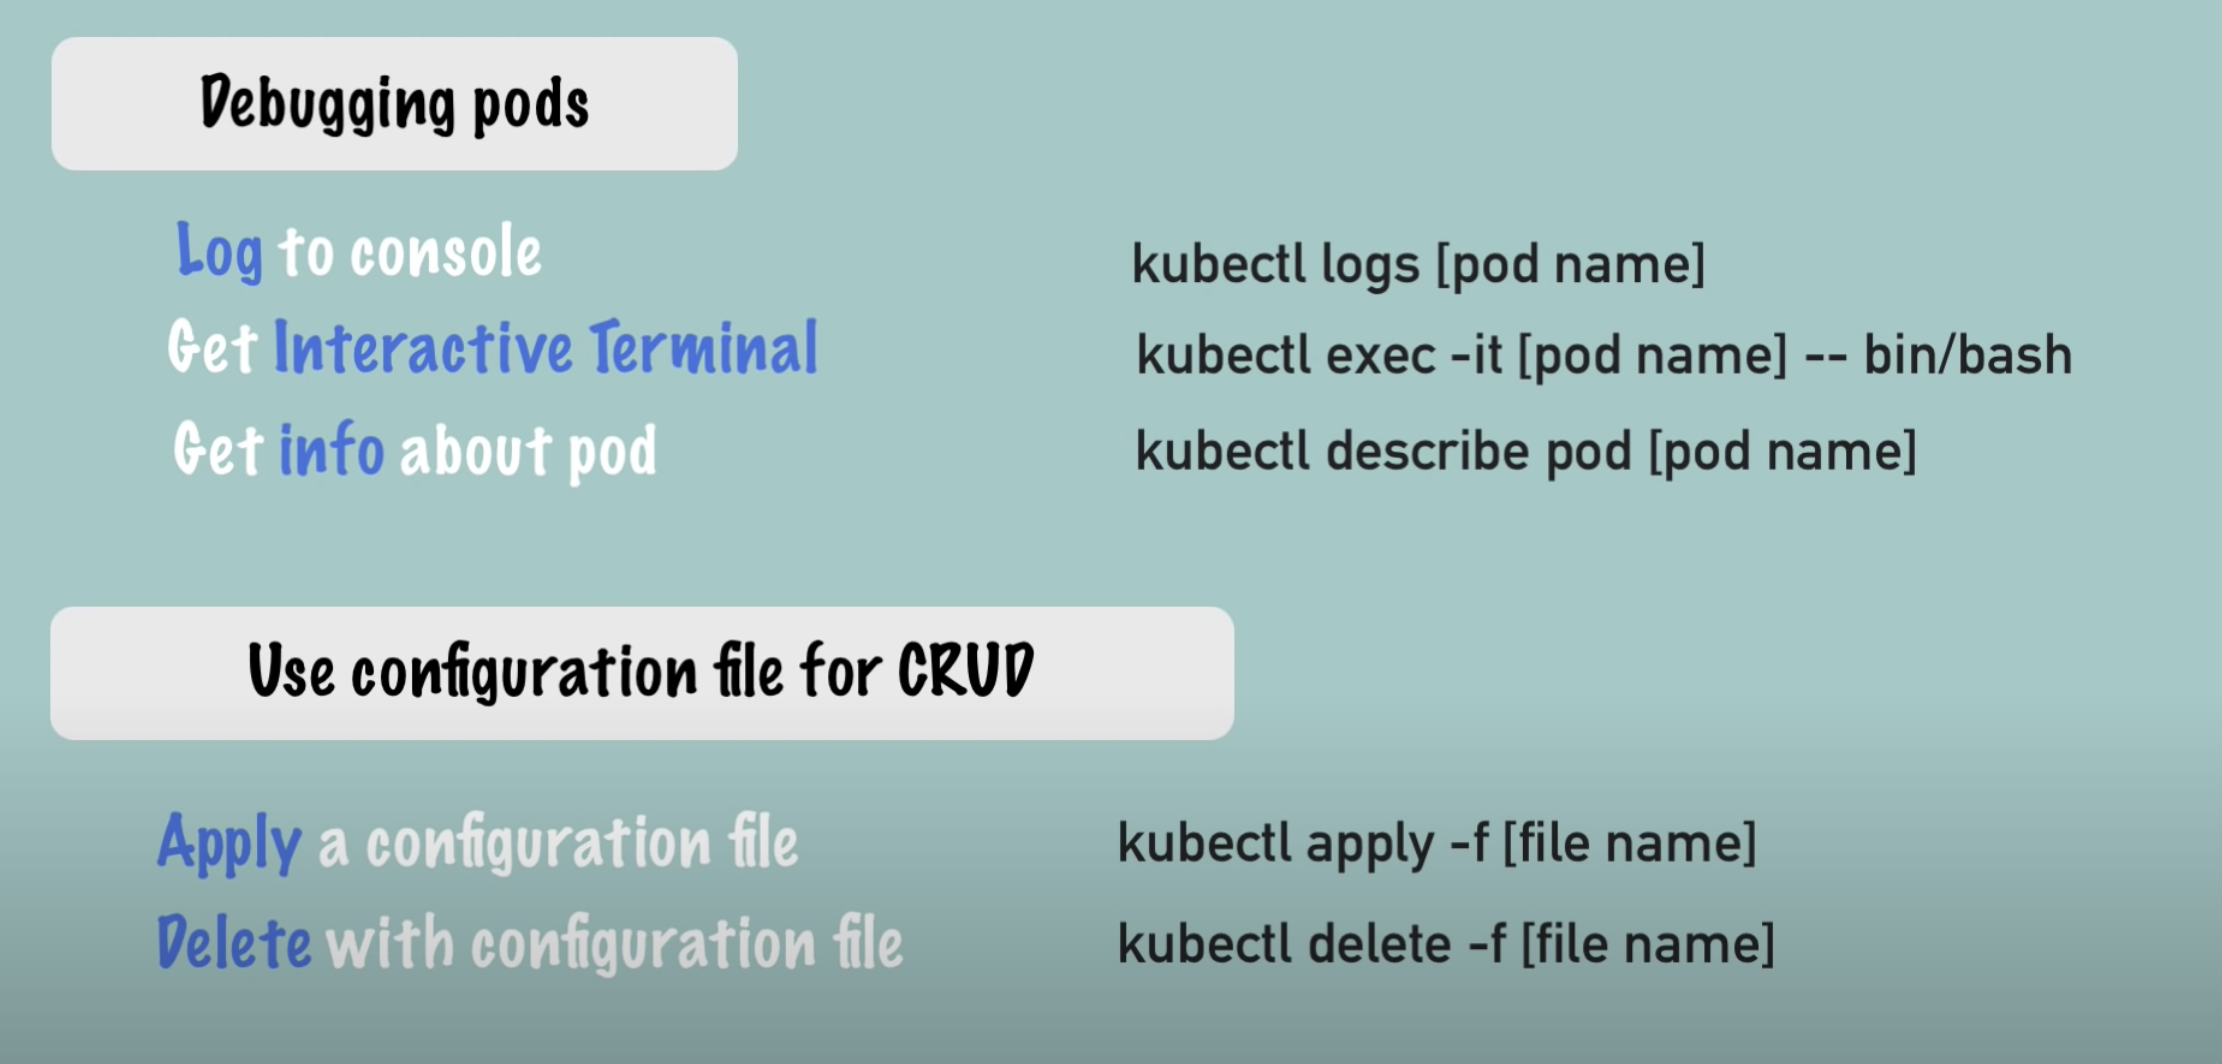 Debugging pods
Log to console
kubectl logs [pod name]
Get Interactive Terminal
kubectl exec -it [pod name] -- bin/bash
Get info about pod
kubectl describe pod [pod name]
Use configuration file for CRUD
Apply a configuration file
kubectl apply -f [file name]
Delete with configuration file
kubectl delete -f [file name]